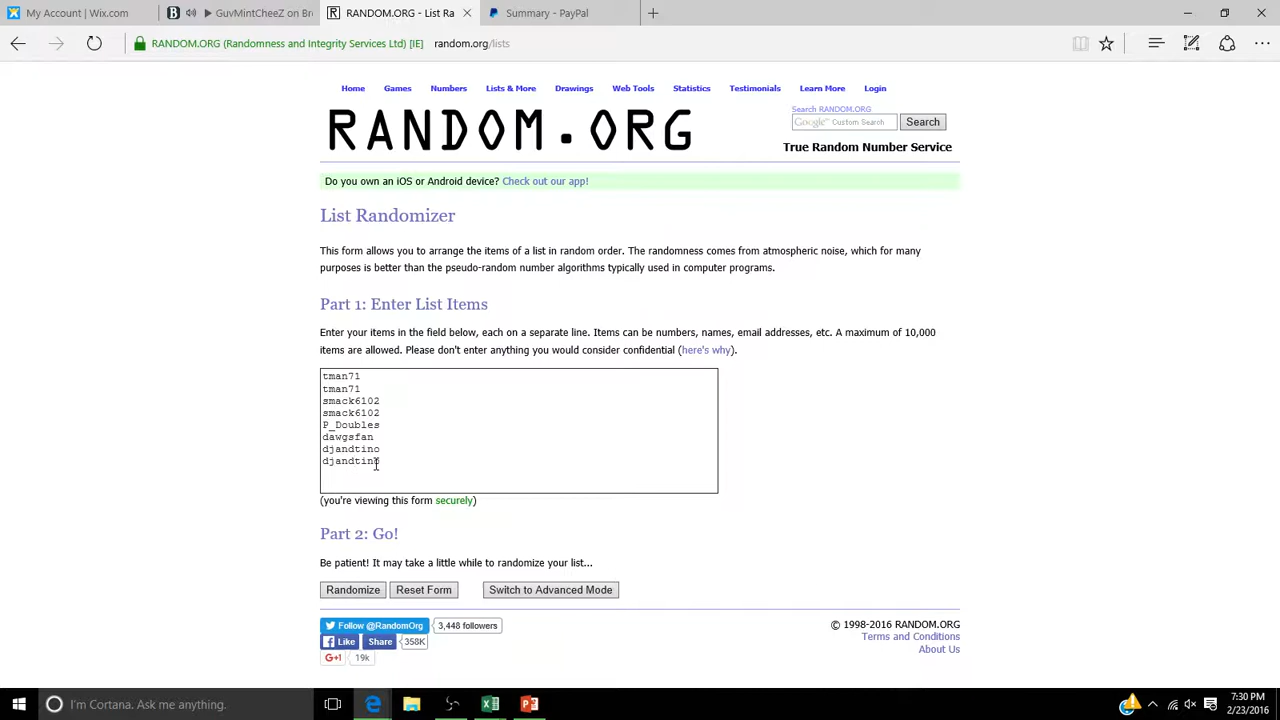 My Account | Wix.com
GuvMintCheeZ on Bri
RANDOM.ORG - List Ra
Summary - PayPal
RANDOM.ORG (Randomness and Integrity Services Ltd) [IE] random.org/lists
Home Games Numbers Lists & More Drawings Web Tools Statistics Testimonials Learn More Login
RANDOM.ORG
Search RANDOM.ORG
Google Custom Search Search
True Random Number Service
Do you own an iOS or Android device? Check out our app!
List Randomizer
This form allows you to arrange the items of a list in random order. The randomness comes from atmospheric noise, which for many
purposes is better than the pseudo-random number algorithms typically used in computer programs.
Part 1: Enter List Items
Enter your items in the field below, each on a separate line. Items can be numbers, names, email addresses, etc. A maximum of 10,000
items are allowed. Please don't enter anything you would consider confidential (here's why).
tman71
tman71
smack6102
smack6102
P_Doubles
dawgsfan
djandtino
djandtino
(you're viewing this form securely)
Part 2: Go!
Be patient! It may take a little while to randomize your list...
Randomize Reset Form Switch to Advanced Mode
Follow @RandomOrg 3,448 followers
Like Share 358K
G+1 19k
© 1998-2016 RANDOM.ORG
Terms and Conditions
About Us
I'm Cortana. Ask me anything.
7:30 PM
2/23/2016